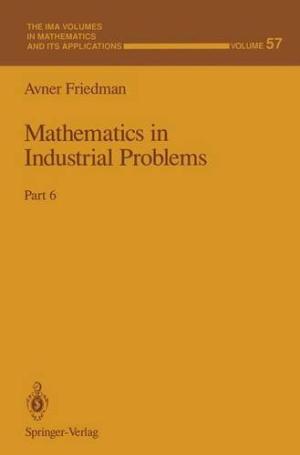 THE IMA VOLUMES
IN MATHEMATICS
AND ITS APPLICATIONS
VOLUME 57
Avner Friedman
Mathematics in
Industrial Problems
Part 6
Springer-Verlag